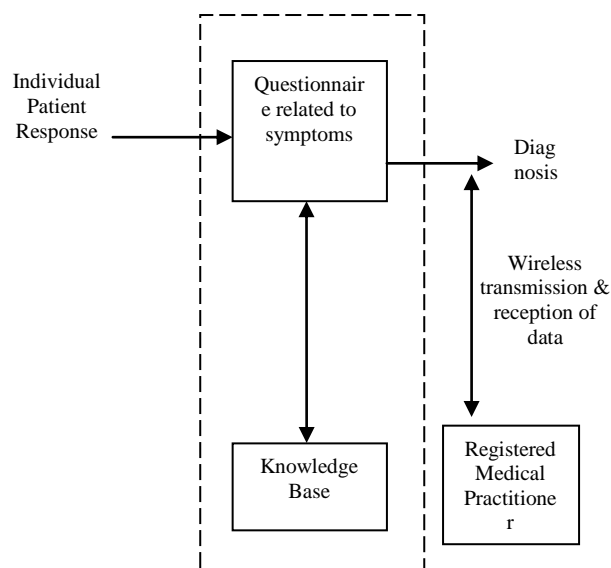 Individual
Patient
Response
Questionnair
e related to
symptoms
Diag
nosis
Wireless
transmission &
reception of
data
Knowledge
Base
Registered
Medical
Practitione
r